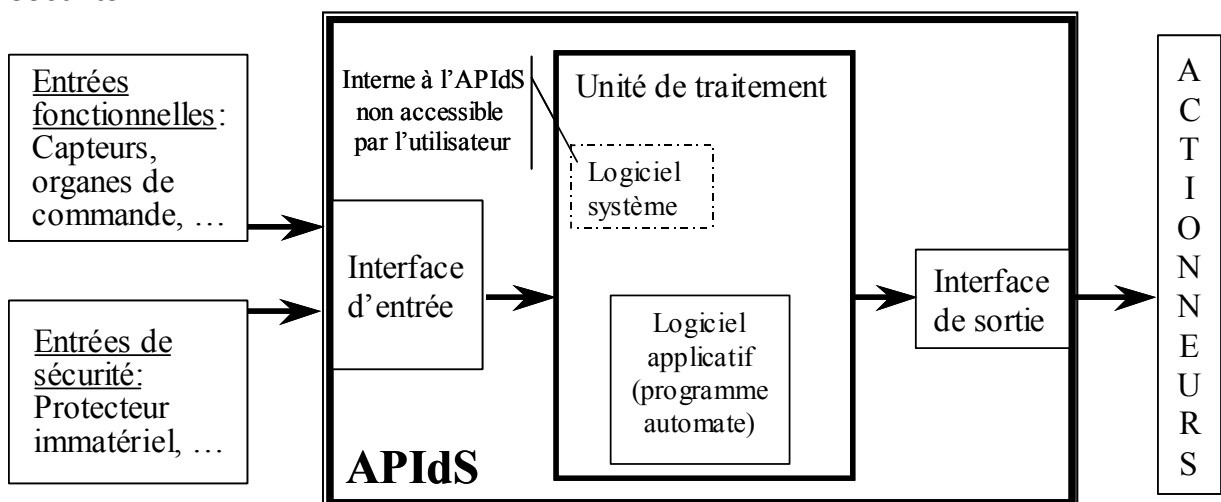 Entrées
fonctionnelles:
Capteurs,
organes de
commande, …
Entrées de
sécurité:
Protecteur
immatériel, …
Interne à l'APIdS
non accessible
par l'utilisateur
Interface
d'entrée
APIdS
Unité de traitement
Logiciel
système
Logiciel
applicatif
(programme
automate)
Interface
de sortie
A
C
T
I
O
N
N
E
U
R
S